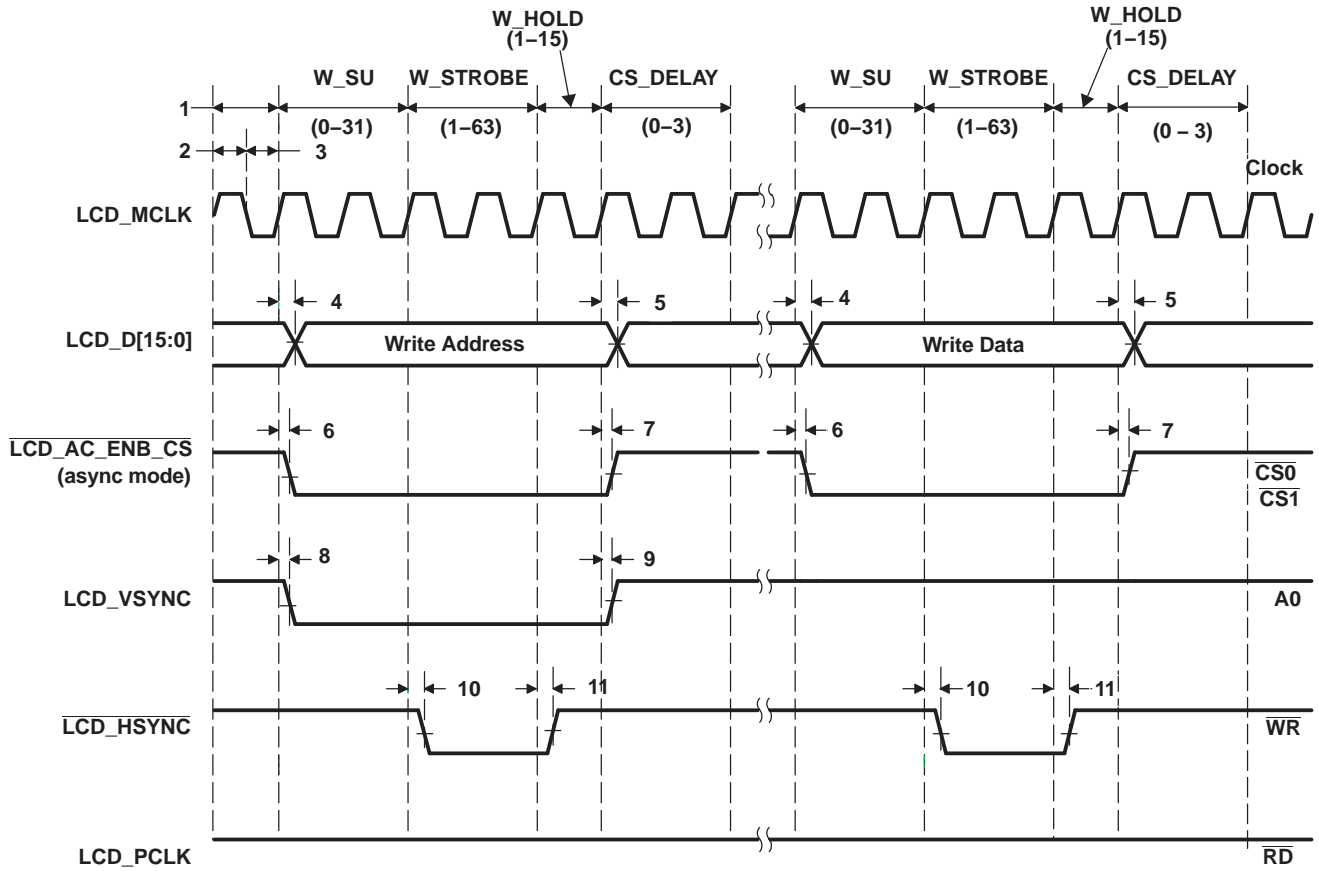 W_HOLD
(1–15)
W_HOLD
(1–15)
W_SU
W_STROBE
CS_DELAY
W_SU
W_STROBE
CS_DELAY
1
(0–31)
(1–63)
(0–3)
(0–31)
(1–63)
(0 – 3)
2
3
Clock
LCD_MCLK
4
5
4
5
LCD_D[15:0]
Write Address
Write Data
6
7
6
7
LCD_AC_ENB_CS
(async mode)
CS0
CS1
8
9
LCD_VSYNC
A0
10
11
10
11
LCD_HSYNC
WR
LCD_PCLK
RD